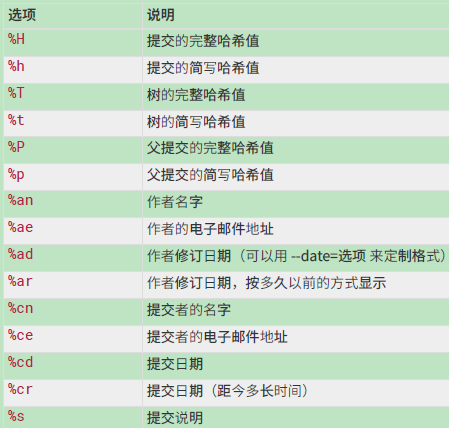 选项 说明
%H 提交的完整哈希值
%h 提交的简写哈希值
%T 树的完整哈希值
%t 树的简写哈希值
%P 父提交的完整哈希值
%p 父提交的简写哈希值
%an 作者名字
%ae 作者的电子邮件地址
%ad 作者修订日期（可以用 --date=选项 来定制格式）
%ar 作者修订日期，按多久以前的方式显示
%cn 提交者的名字
%ce 提交者的电子邮件地址
%cd 提交日期
%cr 提交日期（距今多长时间）
%s 提交说明